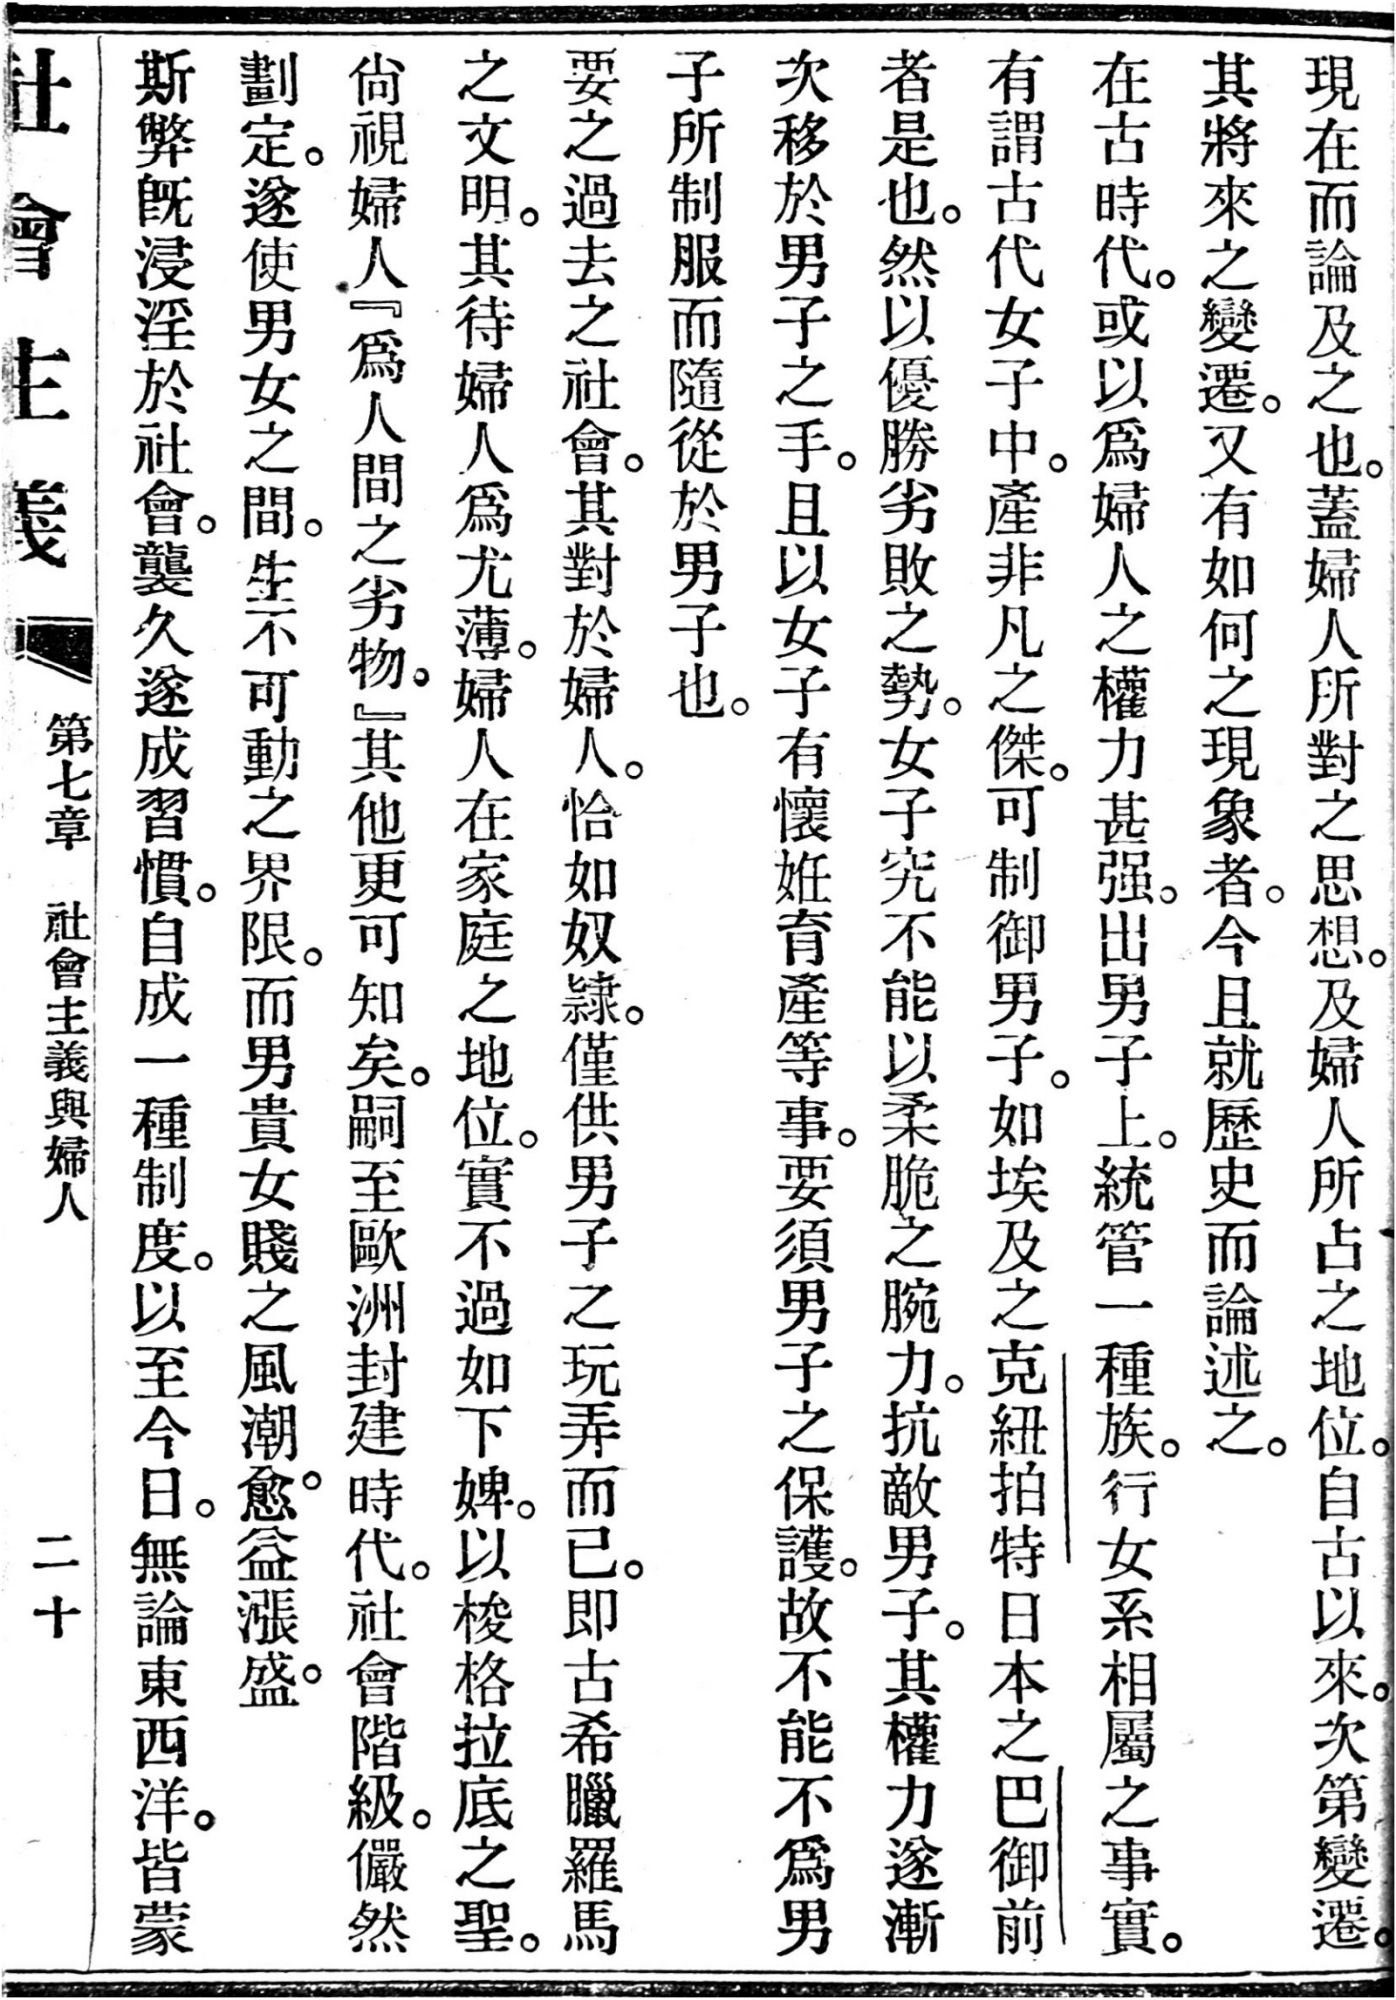 現在而論及之也。蓋婦人所對之思想。及婦人所占之地位。自古以來。次第變遷。
其將來之變遷。又有如何之現象者。今且就歷史而論述之。
在古時代。或以爲婦人之權力甚强。出男子上。統管一種族。行女系相屬之事實。
有謂古代女子中。產非凡之傑。可制御男子。如埃及之克紐拍特日本之巴御前
者是也。然以優勝劣敗之勢。女子究不能以柔脆之腕力。抗敵男子。其權力遂漸
次移於男子之手。且以女子有懷姙育產等事。要須男子之保護。故不能不爲男
子所制服而隨從於男子也。
要之過去之社會。其對於婦人。恰如奴隷。僅供男子之玩弄而已。即古希臘羅馬
之文明。其待婦人爲尤薄。婦人在家庭之地位。實不過如下婢。以梭格拉底之聖。
尙視婦人『爲人間之劣物。』其他更可知矣。嗣至歐洲封建時代。社會階級。儼然
劃定。遂使男女之間。生不可動之界限。而男貴女賤之風潮。愈益漲盛。
斯弊旣浸淫於社會。襲久遂成習慣。自成一種制度。以至今日。無論東西洋。皆蒙
社會主義 第七章 社會主義與婦人 二十